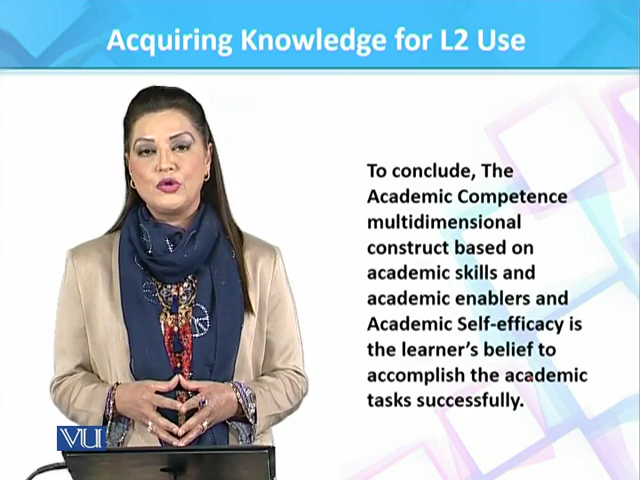 Acquiring Knowledge for L2 Use
To conclude, The
Academic Competence
multidimensional
construct based on
academic skills and
academic enablers and
Academic Self-efficacy is
the learner's belief to
accomplish the academic
tasks successfully.
VU